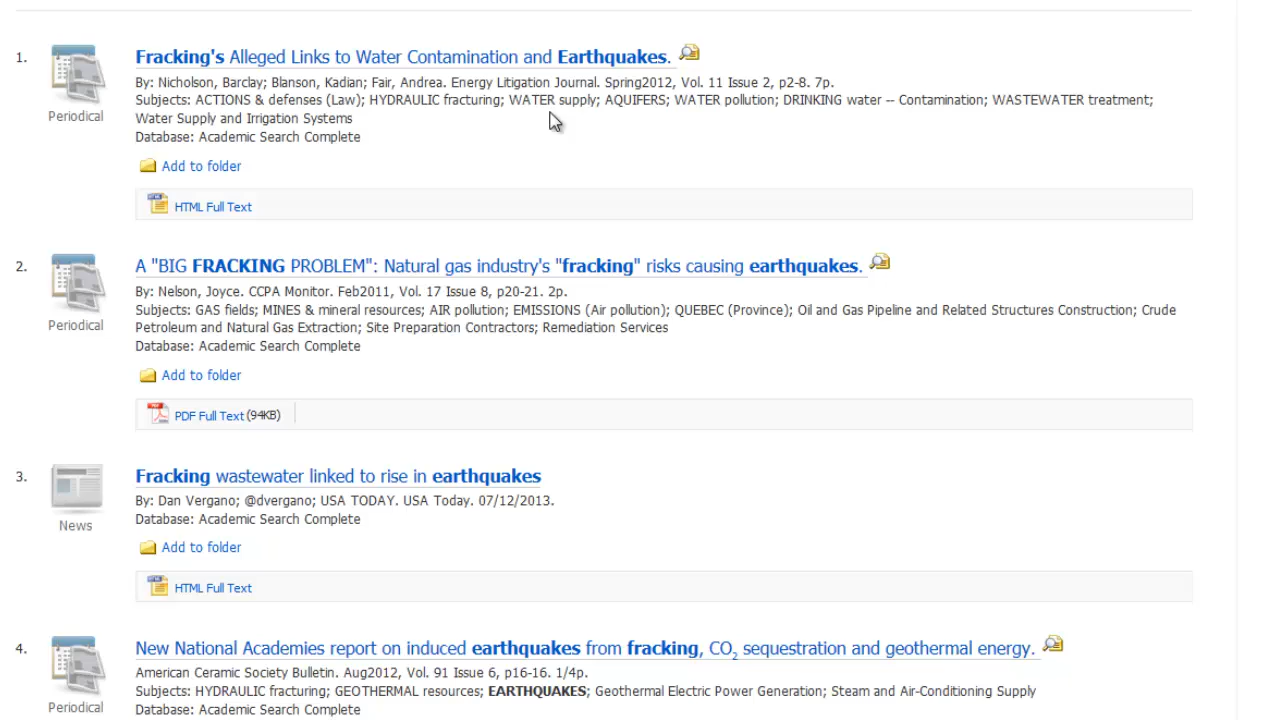 1.
Fracking's Alleged Links to Water Contamination and Earthquakes.
By: Nicholson, Barclay; Blanson, Kadian; Fair, Andrea. Energy Litigation Journal. Spring2012, Vol. 11 Issue 2, p2-8. 7p.
Subjects: ACTIONS & defenses (Law); HYDRAULIC fracturing; WATER supply; AQUIFERS; WATER pollution; DRINKING water -- Contamination; WASTEWATER treatment;
Periodical
Water Supply and Irrigation Systems
Database: Academic Search Complete
Add to folder
HTML Full Text
2.
A "BIG FRACKING PROBLEM": Natural gas industry's "fracking" risks causing earthquakes.
By: Nelson, Joyce. CCPA Monitor. Feb2011, Vol. 17 Issue 8, p20-21. 2p.
Subjects: GAS fields; MINES & mineral resources; AIR pollution; EMISSIONS (Air pollution); QUEBEC (Province); Oil and Gas Pipeline and Related Structures Construction; Crude
Periodical
Petroleum and Natural Gas Extraction; Site Preparation Contractors; Remediation Services
Database: Academic Search Complete
Add to folder
PDF Full Text (94KB)
3.
Fracking wastewater linked to rise in earthquakes
By: Dan Vergano; @dvergano; USA TODAY. USA Today. 07/12/2013.
Database: Academic Search Complete
News
Add to folder
HTML Full Text
4.
New National Academies report on induced earthquakes from fracking, CO2 sequestration and geothermal energy.
American Ceramic Society Bulletin. Aug2012, Vol. 91 Issue 6, p16-16. 1/4p.
Subjects: HYDRAULIC fracturing; GEOTHERMAL resources; EARTHQUAKES; Geothermal Electric Power Generation; Steam and Air-Conditioning Supply
Periodical
Database: Academic Search Complete